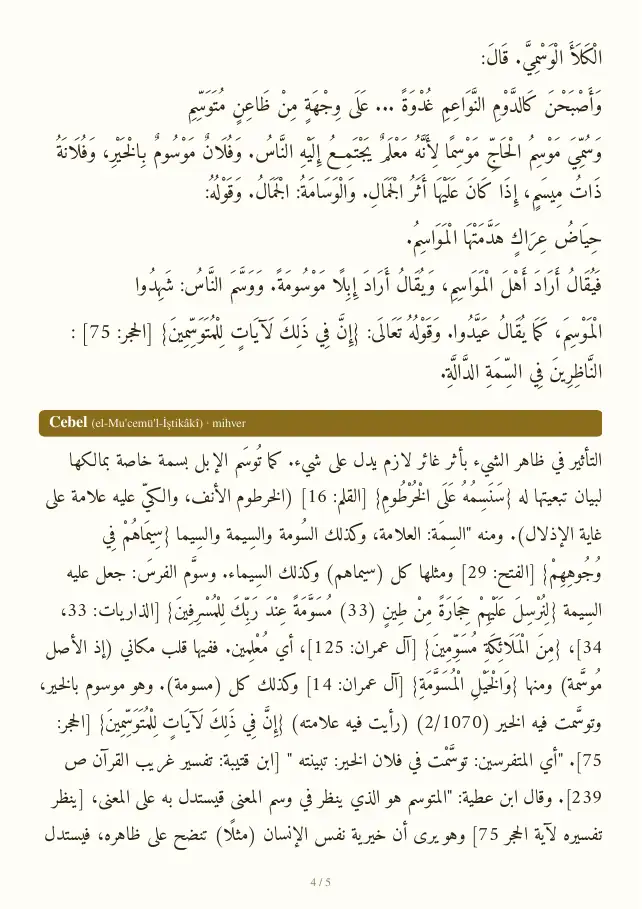 الْكَلَأَ الْوَسْمِيَّ. قَالَ:
وَأَصْبَحْنَ كَالدَّوْمِ النَّوَاعِمِ غُدْوَةً ... عَلَى وِجْهَةٍ مِنْ ظَاعِنٍ مُتَوَسِّمِ
وَسُمِّيَ مَوْسِمُ الْحَاجِّ مَوْسِمًا لِأَنَّهُ مَعْلَمٌ يَجْتَمِعُ إِلَيْهِ النَّاسُ. وَفُلَانٌ مَوْسُومٌ بِالْخَيْرِ، وَفُلَانَةُ
ذَاتُ مِيسَمٍ، إِذَا كَانَ عَلَيْهَا أَثَرُ الْجَمَالِ. وَالْوَسَامَةُ: الْجَمَالُ. وَقَوْلُهُ:
حِيَاضُ عِرَاكٍ هَدَّمَتْهَا الْمَوَاسِمُ.
فَيُقَالُ أَرَادَ أَهْلَ الْمَوَاسِمِ، وَيُقَالُ أَرَادَ إِبِلًا مَوْسُومَةً. وَوَسَّمَ النَّاسُ: شَهِدُوا
الْمَوْسِمَ، كَمَا يُقَالُ عَيَّدُوا. وَقَوْلُهُ تَعَالَى: {إِنَّ فِي ذَلِكَ لَآيَاتٍ لِلْمُتَوَسِّمِينَ} [الحجر: 75] :
النَّاظِرِينَ فِي السِّمَةِ الدَّالَّةِ.
Cebel (el-Mu'cemü'l-İştikâkî) · mihver
التأثير في ظاهر الشيء بأثر غائر لازم يدل على شيء. كما تُوسَم الإبل بسمة خاصة بمالكها
لبيان تبعيتها له {سَنَسِمُهُ عَلَى الْخُرْطُومِ} [القلم: 16] (الخرطوم الأنف، والكيّ عليه علامة على
غاية الإذلال). ومنه "السِمَة: العلامة، وكذلك السُومة والسِيمة والسِيما {سِيمَاهُمْ فِي
وُجُوهِهِمْ} [الفتح: 29] ومثلها كل (سيماهم) وكذلك السِيماء. وسوَّم الفرسَ: جعل عليه
السِيمة {لِنُرْسِلَ عَلَيْهِمْ حِجَارَةً مِنْ طِينٍ (33) مُسَوَّمَةً عِنْدَ رَبِّكَ لِلْمُسْرِفِينَ} [الذاريات: 33،
34]، {مِنَ الْمَلَائِكَةِ مُسَوِّمِينَ} [آل عمران: 125]، أي مُعْلمين. ففيها قلب مكاني (إذ الأصل
مُوسَّمة) ومنها {وَالْخَيْلِ الْمُسَوَّمَةِ} [آل عمران: 14] وكذلك كل (مسومة). وهو موسوم بالخير،
وتوسَّمت فيه الخير (2/1070) (رأيت فيه علامته) {إِنَّ فِي ذَلِكَ لَآيَاتٍ لِلْمُتَوَسِّمِينَ} [الحجر:
75]. "أي المتفرسين: توسَّمْت في فلان الخير: تبينته " [ابن قتيبة: تفسير غريب القرآن ص
239]. وقال ابن عطية: "المتوسم هو الذي ينظر في وسم المعنى قيستدل به على المعنى، [ينظر
تفسيره لآية الحجر 75] وهو يرى أن خيرية نفس الإنسان (مثلًا) تنضح على ظاهره، فيستدل
4 / 5